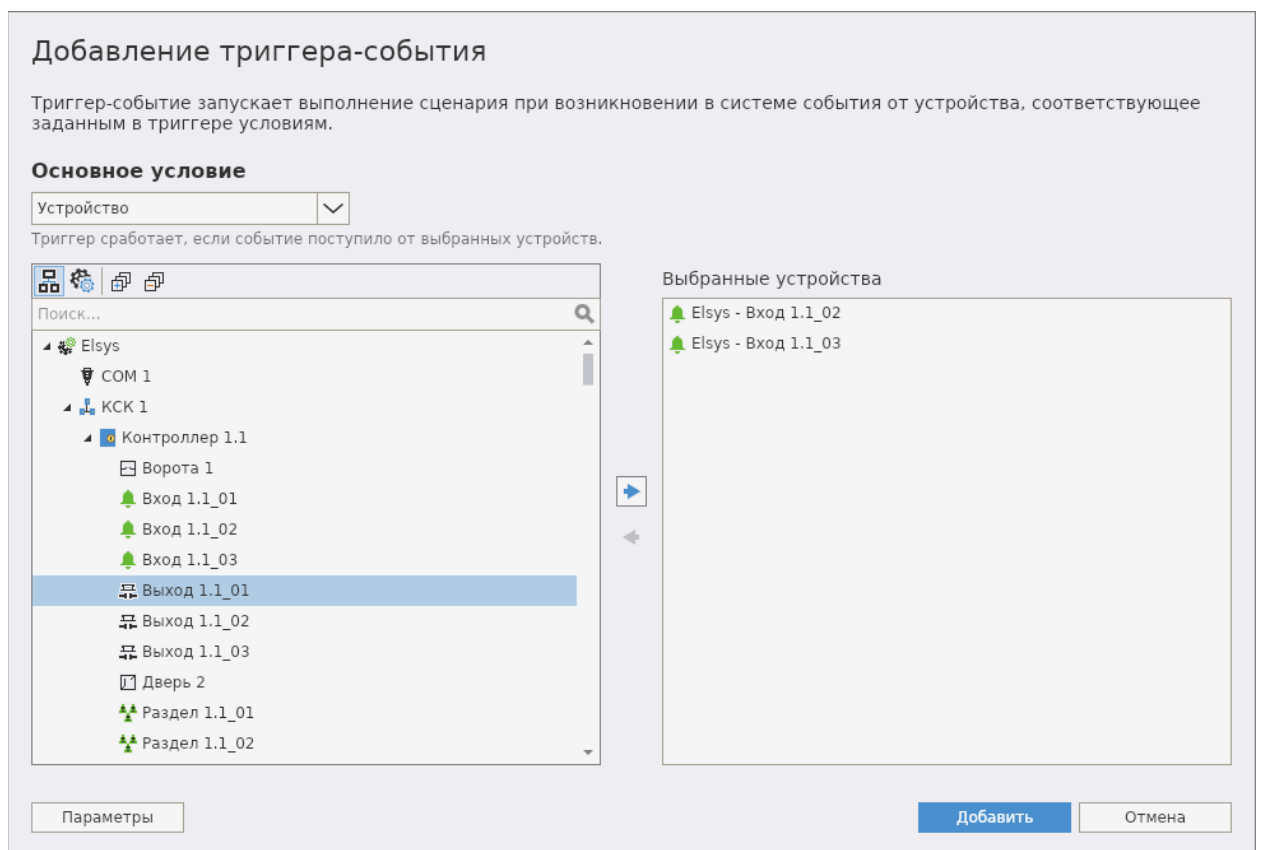 Добавление триггера-события
Триггер-событие запускает выполнение сценария при возникновении в системе события от устройства, соответствующее
заданным в триггере условиям.
Основное условие
Устройство
Триггер сработает, если событие поступило от выбранных устройств.
Поиск...
Elsys
COM 1
КСК 1
Контроллер 1.1
Ворота 1
Вход 1.1_01
Вход 1.1_02
Вход 1.1_03
Выход 1.1_01
Выход 1.1_02
Выход 1.1_03
Дверь 2
Раздел 1.1_01
Раздел 1.1_02
Выбранные устройства
Elsys - Вход 1.1_02
Elsys - Вход 1.1_03
Параметры
Добавить
Отмена